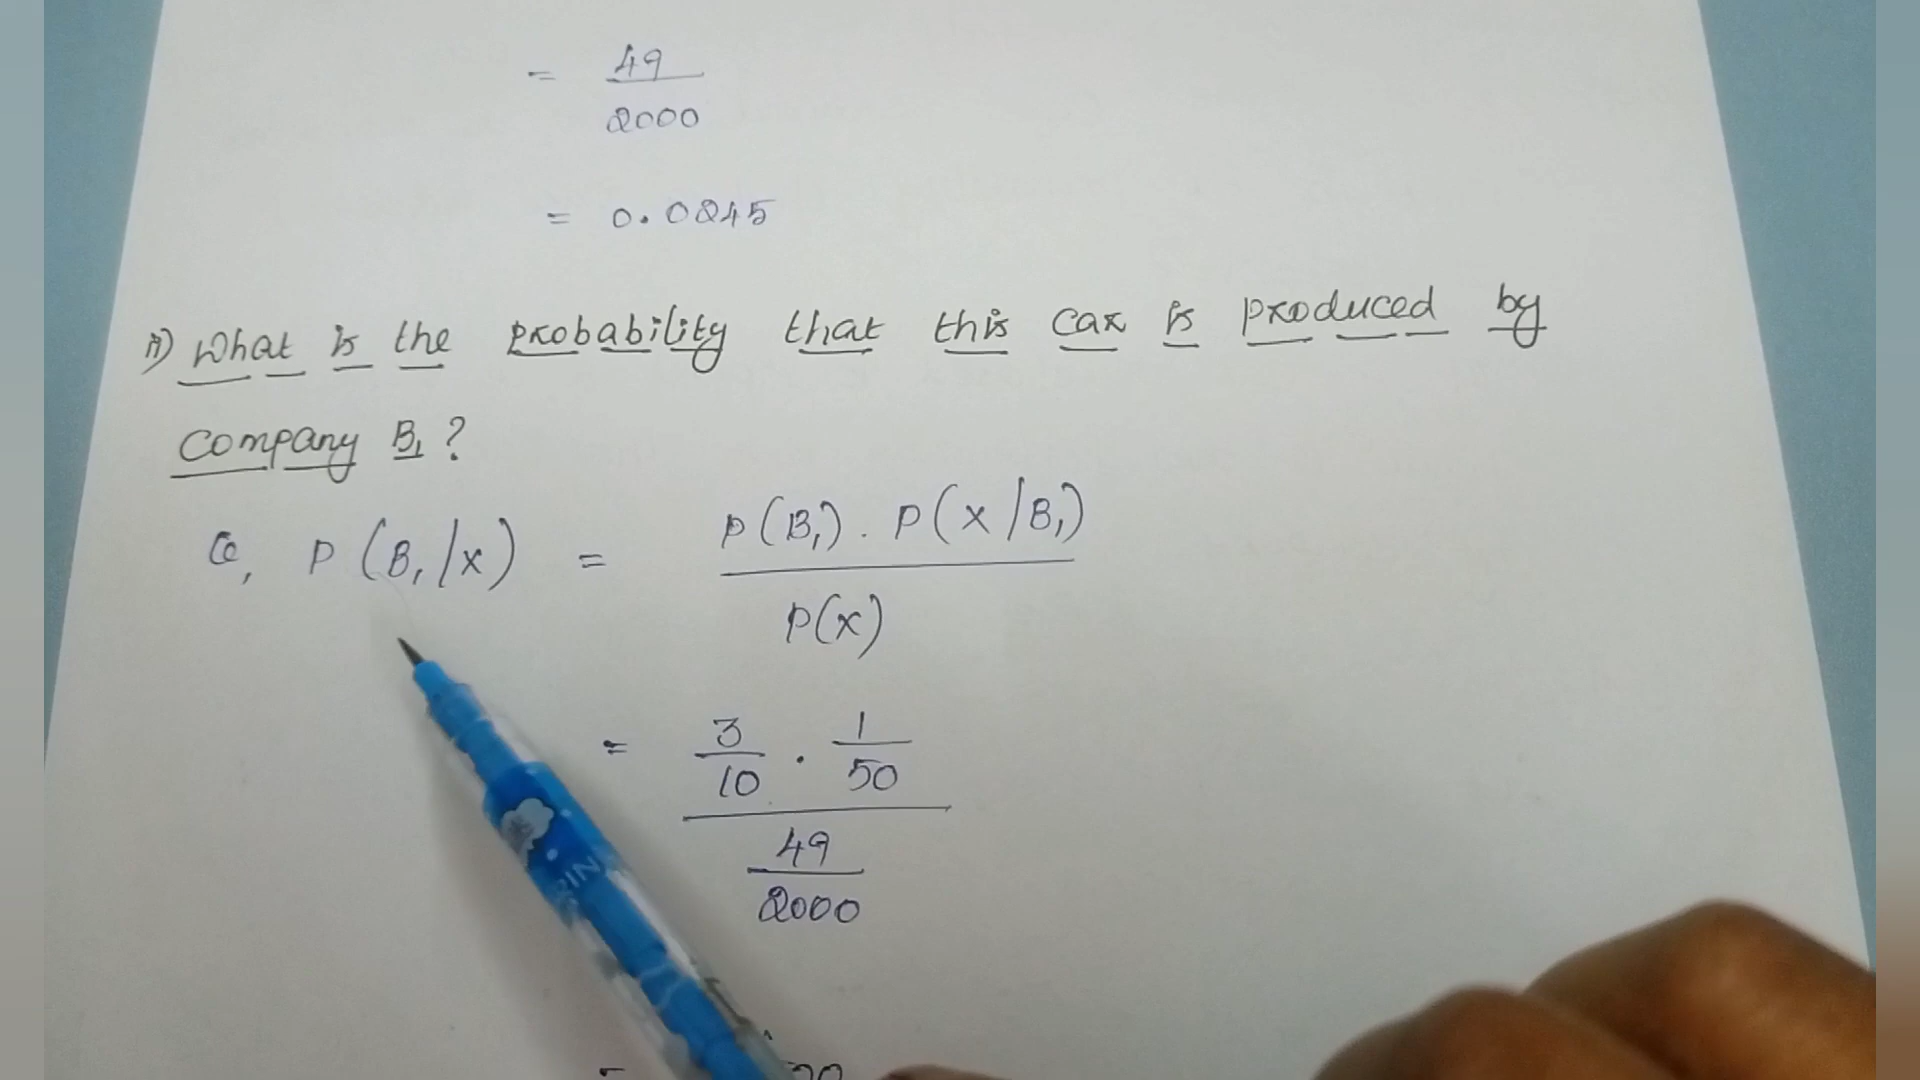 = 49
2000
= 0.0245
ii) What is the probability that this car is produced by
company B₁ ?
P (B₁/x) = P(B₁) . P(x/B₁)
P(x)
= 3/10 . 1/50
49
2000